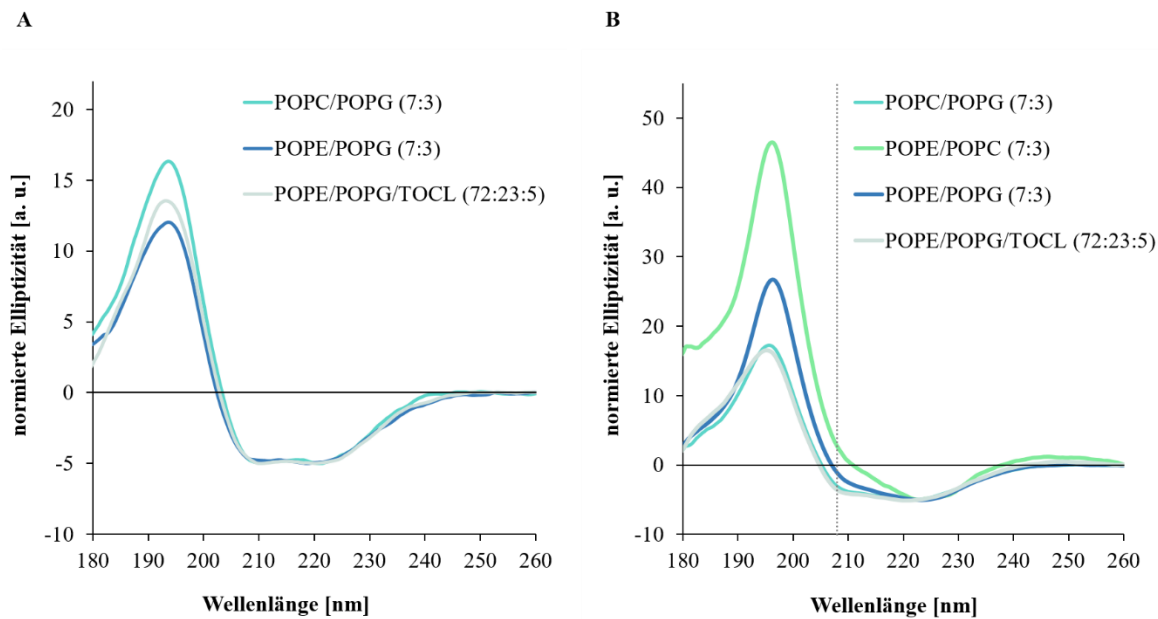 A
20
15
10
5
0
-5
-10
normierte Elliptizität [a. u.]
POPC/POPG (7:3)
POPE/POPG (7:3)
POPE/POPG/TOCL (72:23:5)
180 190 200 210 220 230 240 250 260
Wellenlänge [nm]
B
50
40
30
20
10
0
-10
normierte Elliptizität [a. u.]
POPC/POPG (7:3)
POPE/POPC (7:3)
POPE/POPG (7:3)
POPE/POPG/TOCL (72:23:5)
180 190 200 210 220 230 240 250 260
Wellenlänge [nm]